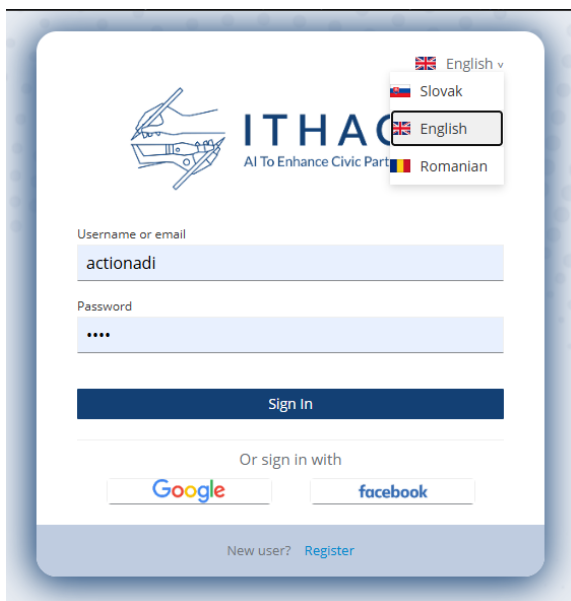 English
Slovak
English
Romanian
ITHAC
AI To Enhance Civic Part
Username or email
actionadi
Password
••••
Sign In
Or sign in with
Google
facebook
New user? Register